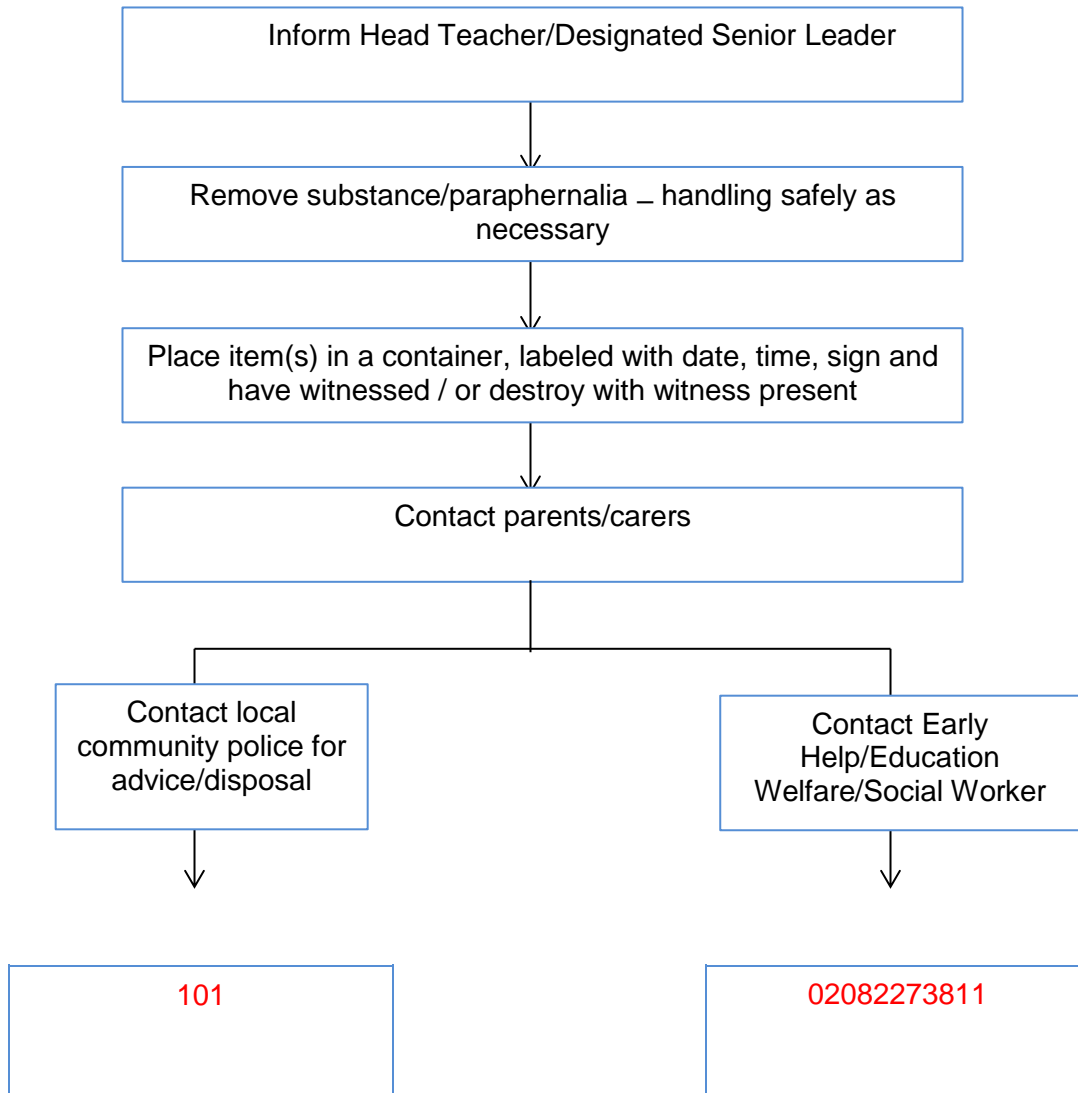 Inform Head Teacher/Designated Senior Leader
Remove substance/paraphernalia – handling safely as
necessary
Place item(s) in a container, labeled with date, time, sign and
have witnessed / or destroy with witness present
Contact parents/carers
Contact local
community police for
advice/disposal
Contact Early
Help/Education
Welfare/Social Worker
101
02082273811